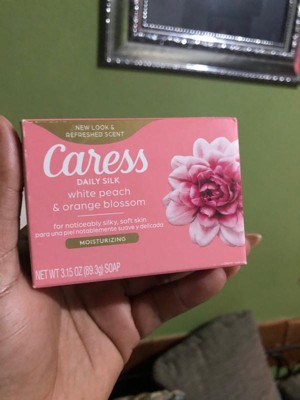 NEW LOOK &
REFRESHED SCENT
Caress
DAILY SILK
white peach
& orange blossom
for noticeably silky, soft skin
para una piel notablemente suave y delicada
MOISTURIZING
NET WT 3.15 OZ (89.3g) SOAP